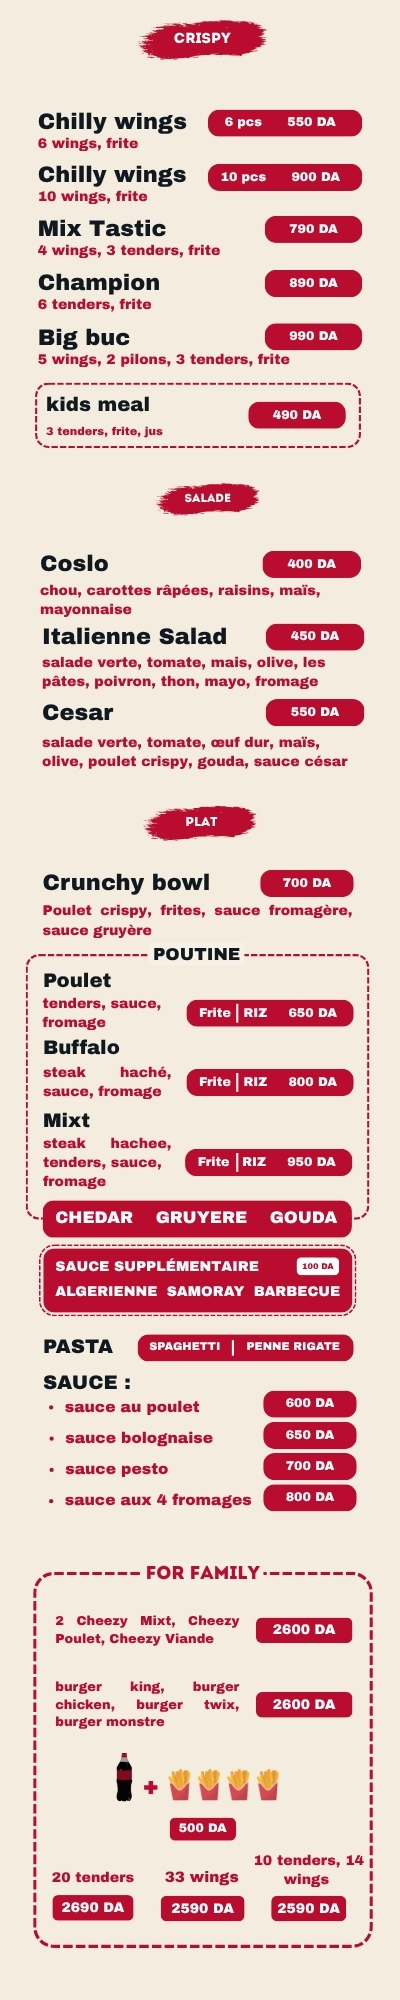 CRISPY
Chilly wings 6 pcs 550 DA
6 wings, frite
Chilly wings 10 pcs 900 DA
10 wings, frite
Mix Tastic 790 DA
4 wings, 3 tenders, frite
Champion 890 DA
6 tenders, frite
Big buc 990 DA
5 wings, 2 pilons, 3 tenders, frite
kids meal 490 DA
3 tenders, frite, jus
SALADE
Coslo 400 DA
chou, carottes râpées, raisins, maïs,
mayonnaise
Italienne Salad 450 DA
salade verte, tomate, mais, olive, les
pâtes, poivron, thon, mayo, fromage
Cesar 550 DA
salade verte, tomate, œuf dur, maïs,
olive, poulet crispy, gouda, sauce césar
PLAT
Crunchy bowl 700 DA
Poulet crispy, frites, sauce fromagère,
sauce gruyère
POUTINE
Poulet
tenders, sauce,
fromage
Frite | RIZ 650 DA
Buffalo
steak haché,
sauce, fromage
Frite | RIZ 800 DA
Mixt
steak hachee,
tenders, sauce,
fromage
Frite | RIZ 950 DA
CHEDAR GRUYERE GOUDA
SAUCE SUPPLÉMENTAIRE 100 DA
ALGERIENNE SAMORAY BARBECUE
PASTA SPAGHETTI | PENNE RIGATE
SAUCE :
• sauce au poulet 600 DA
• sauce bolognaise 650 DA
• sauce pesto 700 DA
• sauce aux 4 fromages 800 DA
FOR FAMILY
2 Cheezy Mixt, Cheezy
Poulet, Cheezy Viande
2600 DA
burger king, burger
chicken, burger twix,
burger monstre
2600 DA
+
500 DA
20 tenders
2690 DA
33 wings
2590 DA
10 tenders, 14
wings
2590 DA